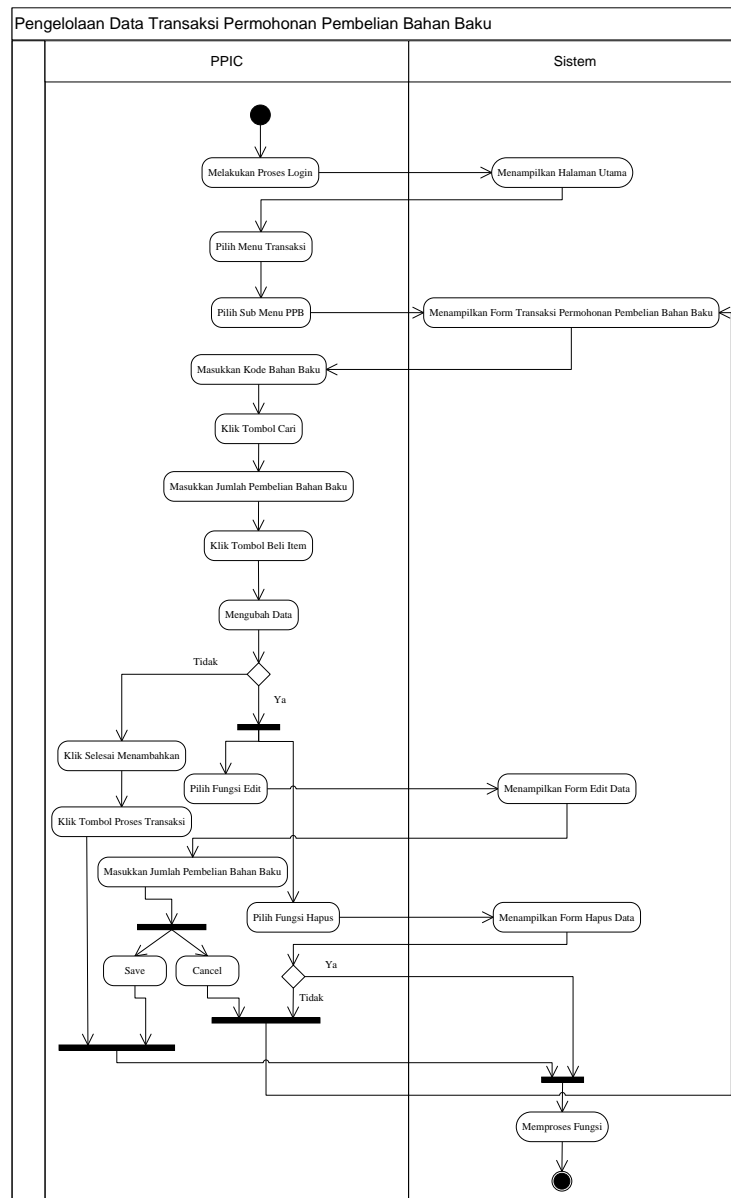 Pengelolaan Data Transaksi Permohonan Pembelian Bahan Baku
PPIC
Sistem
Melakukan Proses Login
Menampilkan Halaman Utama
Pilih Menu Transaksi
Pilih Sub Menu PPB
Menampilkan Form Transaksi Permohonan Pembelian Bahan Baku
Masukkan Kode Bahan Baku
Klik Tombol Cari
Masukkan Jumlah Pembelian Bahan Baku
Klik Tombol Beli Item
Mengubah Data
Tidak
Ya
Klik Selesai Menambahkan
Pilih Fungsi Edit
Menampilkan Form Edit Data
Klik Tombol Proses Transaksi
Masukkan Jumlah Pembelian Bahan Baku
Pilih Fungsi Hapus
Menampilkan Form Hapus Data
Save
Cancel
Ya
Tidak
Memproses Fungsi